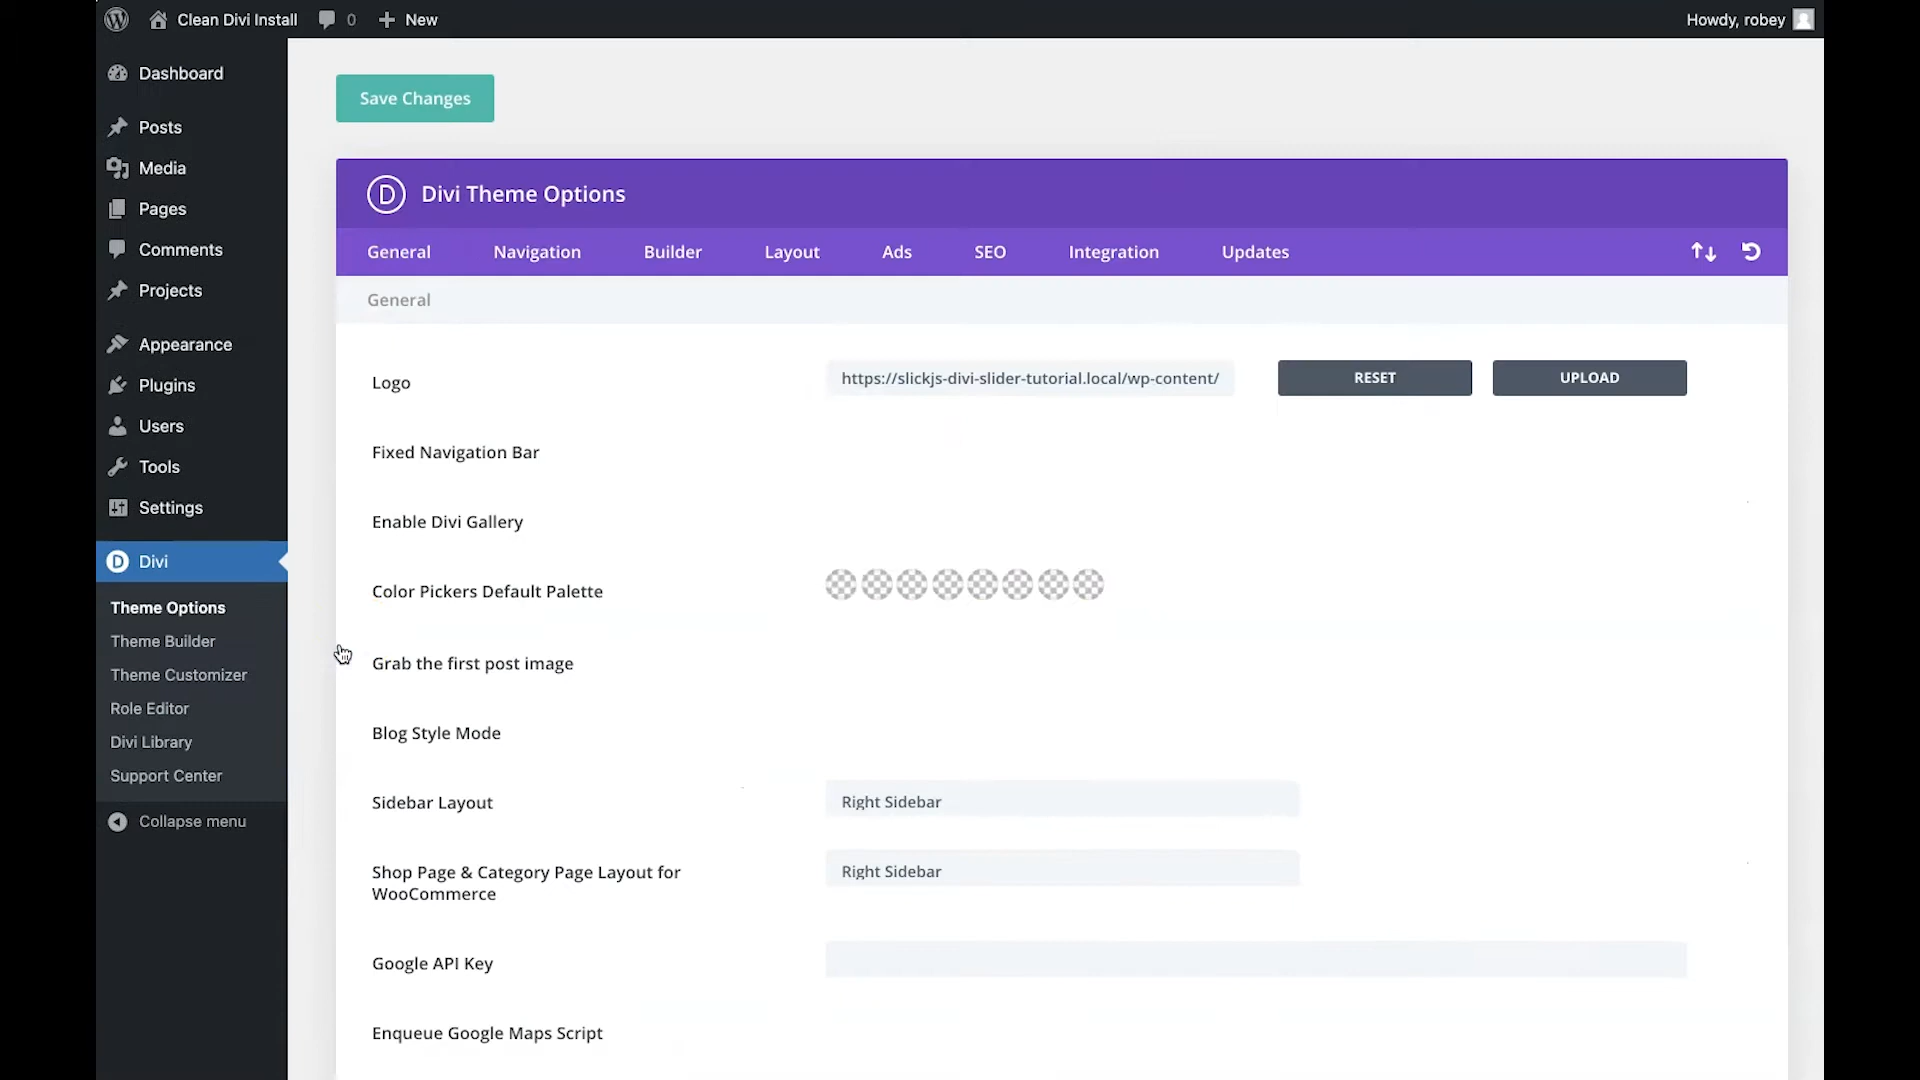 Clean Divi Install
0
New
Howdy, robey
Dashboard
Posts
Media
Pages
Comments
Projects
Appearance
Plugins
Users
Tools
Settings
D Divi
Theme Options
Theme Builder
Theme Customizer
Role Editor
Divi Library
Support Center
Collapse menu
Save Changes
D Divi Theme Options
General Navigation Builder Layout Ads SEO Integration Updates
General
Logo
https://slickjs-divi-slider-tutorial.local/wp-content/
RESET
UPLOAD
Fixed Navigation Bar
Enable Divi Gallery
Color Pickers Default Palette
Grab the first post image
Blog Style Mode
Sidebar Layout
Right Sidebar
Shop Page & Category Page Layout for
WooCommerce
Right Sidebar
Google API Key
Enqueue Google Maps Script